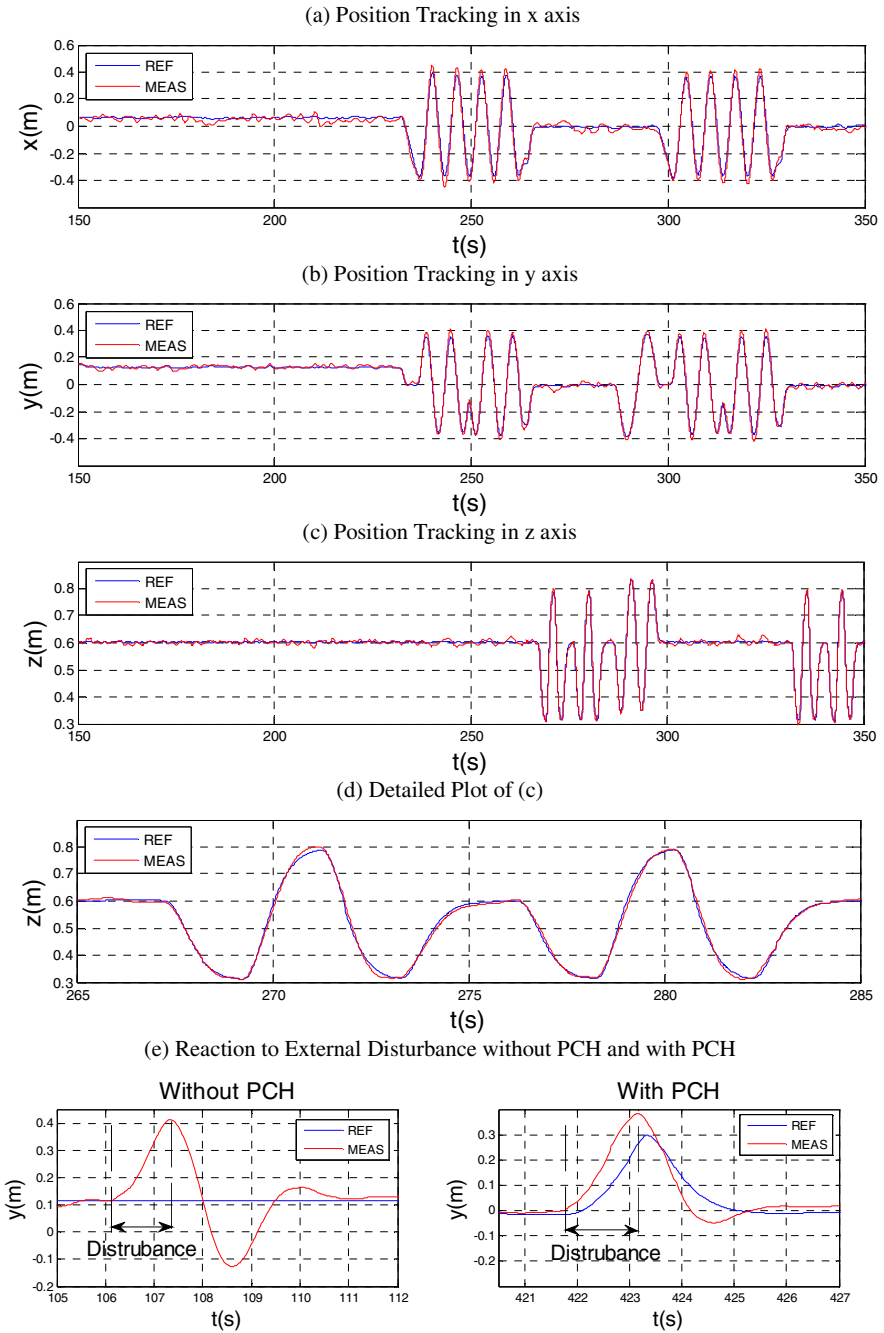 (a) Position Tracking in x axis
0.6
0.4
0.2
0
-0.2
-0.4
x(m)
REF
MEAS
150 200 250 300 350
t(s)
(b) Position Tracking in y axis
0.6
0.4
0.2
0
-0.2
-0.4
y(m)
REF
MEAS
150 200 250 300 350
t(s)
(c) Position Tracking in z axis
0.8
0.7
0.6
0.5
0.4
0.3
z(m)
REF
MEAS
150 200 250 300 350
t(s)
(d) Detailed Plot of (c)
0.8
0.7
0.6
0.5
0.4
0.3
z(m)
REF
MEAS
265 270 275 280 285
t(s)
(e) Reaction to External Disturbance without PCH and with PCH
Without PCH
0.4
0.3
0.2
0.1
0
-0.1
-0.2
y(m)
REF
MEAS
Distrubance
105 106 107 108 109 110 111 112
t(s)
With PCH
0.3
0.2
0.1
0
-0.1
-0.2
y(m)
REF
MEAS
Distrubance
421 422 423 424 425 426 427
t(s)